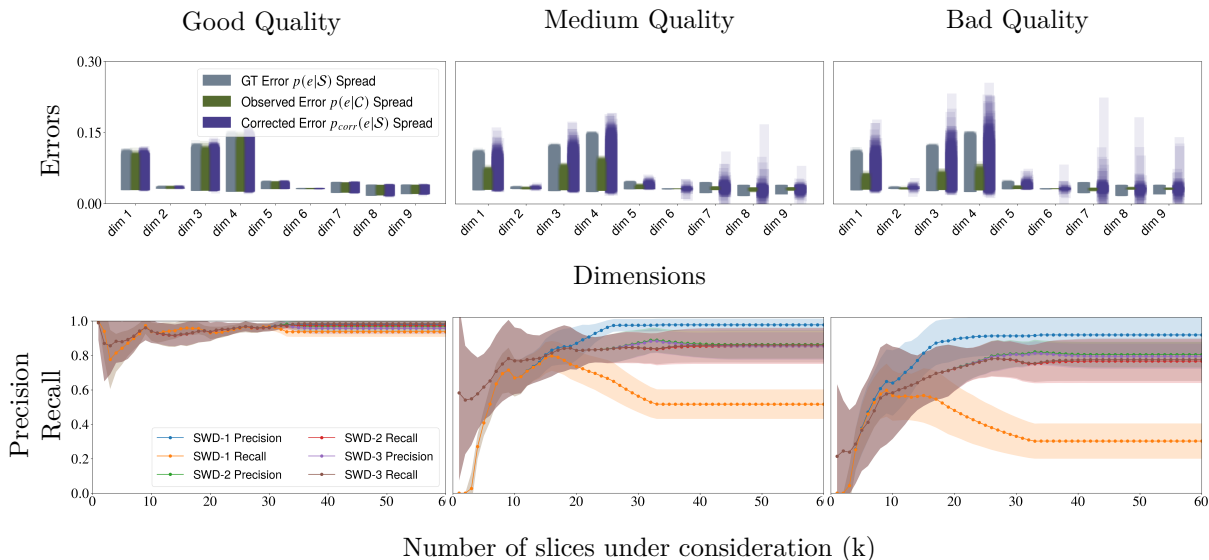 Good Quality
Medium Quality
Bad Quality
Errors
0.30
0.15
0.00
GT Error p(e|S) Spread
Observed Error p(e|C) Spread
Corrected Error p_corr(e|S) Spread
dim 1 dim 2 dim 3 dim 4 dim 5 dim 6 dim 7 dim 8 dim 9
dim 1 dim 2 dim 3 dim 4 dim 5 dim 6 dim 7 dim 8 dim 9
dim 1 dim 2 dim 3 dim 4 dim 5 dim 6 dim 7 dim 8 dim 9
Dimensions
Precision
Recall
1.0
0.8
0.6
0.4
0.2
0.0
SWD-1 Precision
SWD-1 Recall
SWD-2 Precision
SWD-2 Recall
SWD-3 Precision
SWD-3 Recall
0 10 20 30 40 50 60
0 10 20 30 40 50 60
0 10 20 30 40 50 60
Number of slices under consideration (k)